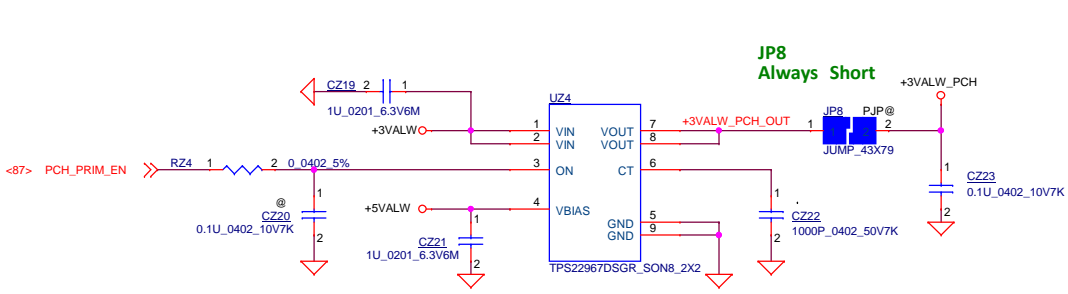 JP8
Always Short
+3VALW_PCH
CZ19 2 1
1U_0201_6.3V6M
UZ4
+3VALW
1 VIN
2 VIN
VOUT 7
VOUT 8
+3VALW_PCH_OUT
1 JP8 PJP@ 2
1 2
JUMP_43X79
<87> PCH_PRIM_EN
RZ4 1 2 0_0402_5%
3 ON
CT 6
1
CZ23
0.1U_0402_10V7K
2
@
1
CZ20
0.1U_0402_10V7K
2
+5VALW
4 VBIAS
1
CZ21
1U_0201_6.3V6M
2
GND 5
GND 9
1
CZ22
1000P_0402_50V7K
2
TPS22967DSGR_SON8_2X2